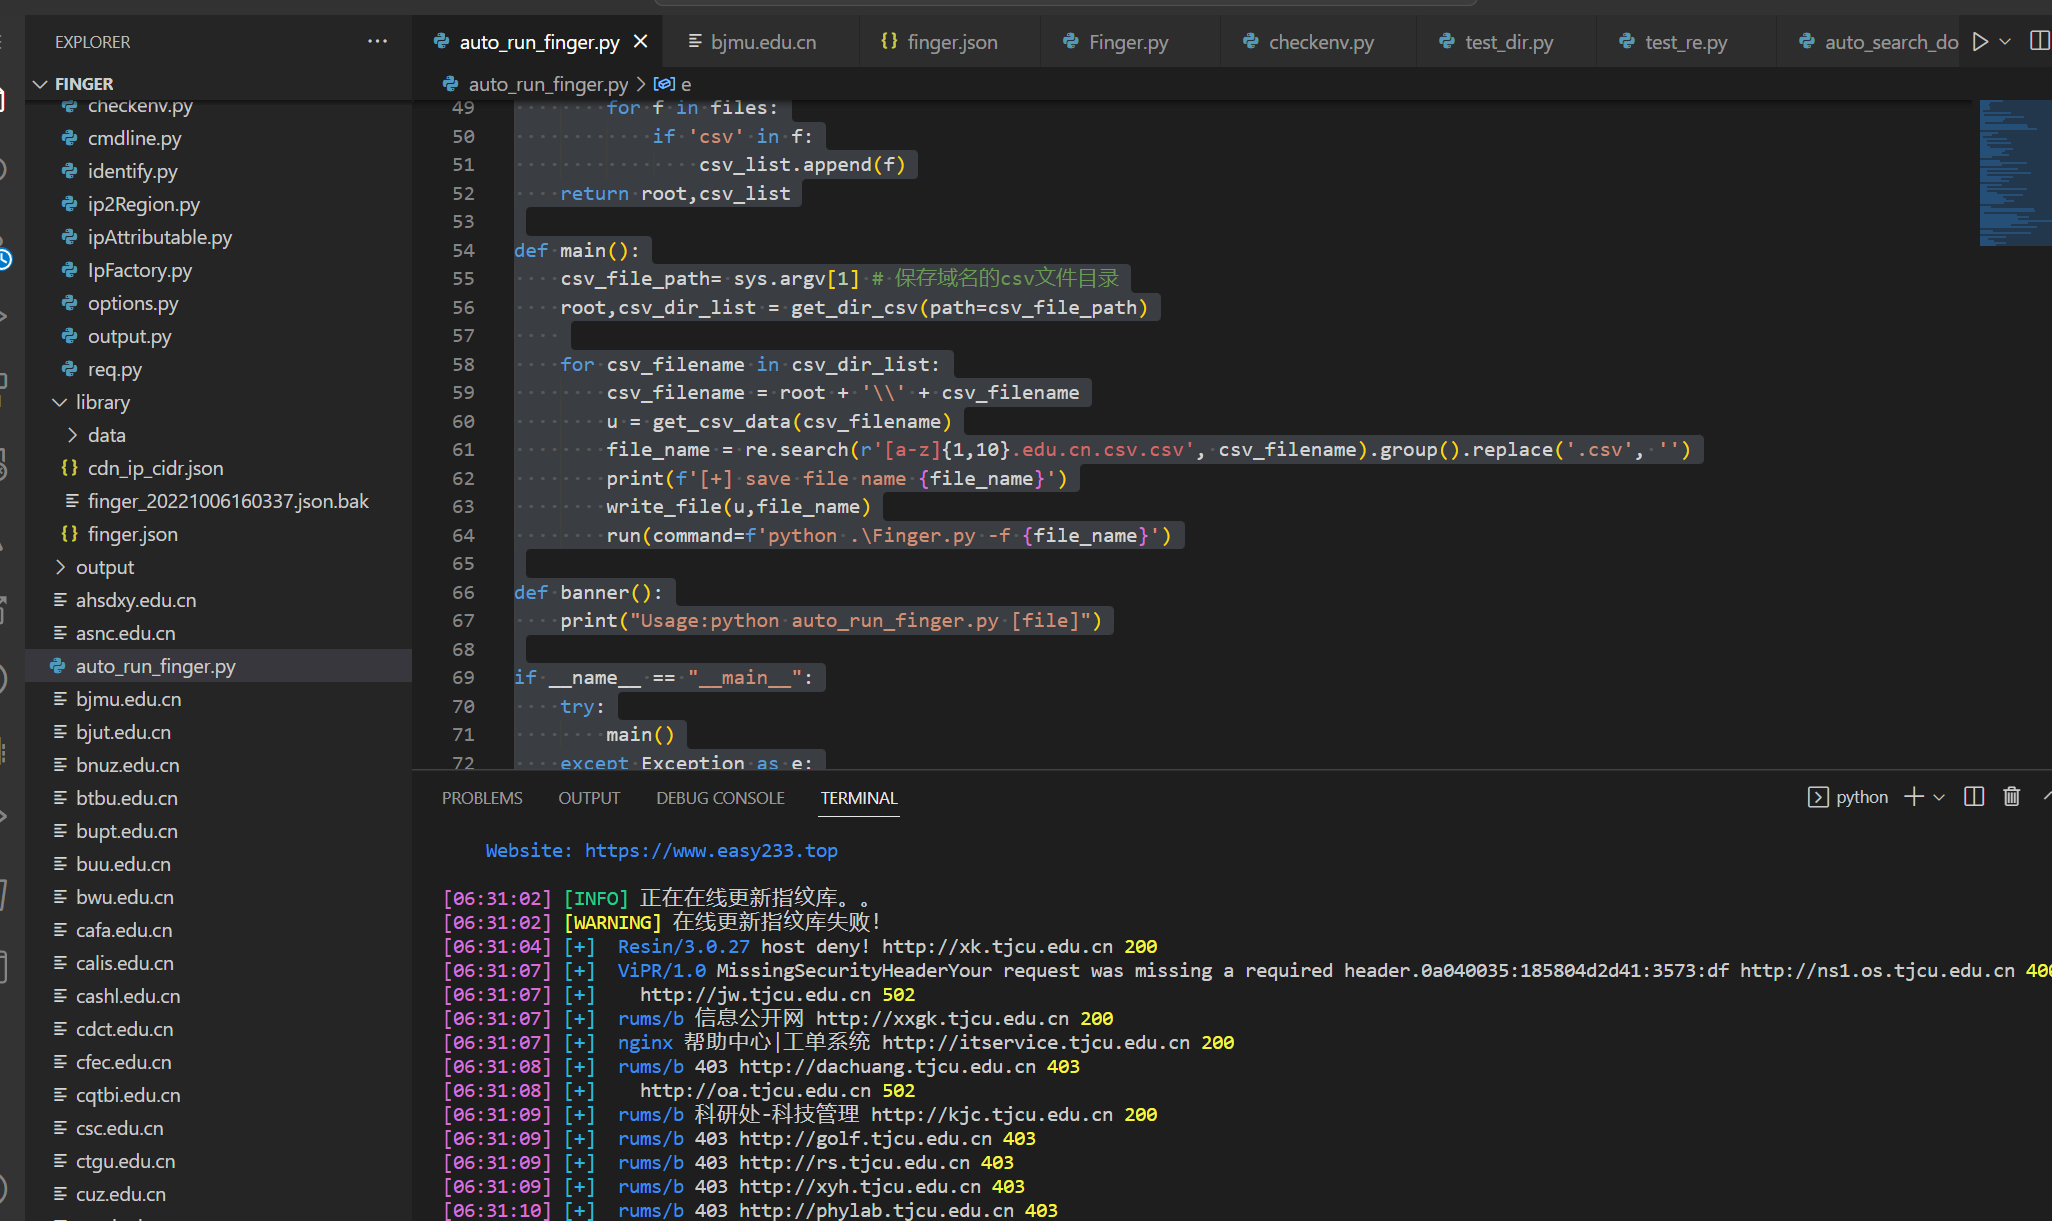 EXPLORER
FINGER
checkenv.py
cmdline.py
identify.py
ip2Region.py
ipAttributable.py
IpFactory.py
options.py
output.py
req.py
library
data
cdn_ip_cidr.json
finger_20221006160337.json.bak
finger.json
output
ahsdxy.edu.cn
asnc.edu.cn
auto_run_finger.py
bjmu.edu.cn
bjut.edu.cn
bnuz.edu.cn
btbu.edu.cn
bupt.edu.cn
buu.edu.cn
bwu.edu.cn
cafa.edu.cn
calis.edu.cn
cashl.edu.cn
cdct.edu.cn
cfec.edu.cn
cqtbi.edu.cn
csc.edu.cn
ctgu.edu.cn
cuz.edu.cn
auto_run_finger.py bjmu.edu.cn finger.json Finger.py checkenv.py test_dir.py test_re.py auto_search_do
auto_run_finger.py > e
49 for f in files:
50 if 'csv' in f:
51 csv_list.append(f)
52 return root,csv_list
53
54 def main():
55 csv_file_path= sys.argv[1] # 保存域名的csv文件目录
56 root,csv_dir_list = get_dir_csv(path=csv_file_path)
57
58 for csv_filename in csv_dir_list:
59 csv_filename = root + '\\' + csv_filename
60 u = get_csv_data(csv_filename)
61 file_name = re.search(r'[a-z]{1,10}.edu.cn.csv.csv', csv_filename).group().replace('.csv', '')
62 print(f'[+] save file name {file_name}')
63 write_file(u,file_name)
64 run(command=f'python .\Finger.py -f {file_name}')
65
66 def banner():
67 print("Usage:python auto_run_finger.py [file]")
68
69 if __name__ == "__main__":
70 try:
71 main()
72 except Exception as e:
PROBLEMS OUTPUT DEBUG CONSOLE TERMINAL python
Website: https://www.easy233.top
[06:31:02] [INFO] 正在在线更新指纹库。。
[06:31:02] [WARNING] 在线更新指纹库失败!
[06:31:04] [+] Resin/3.0.27 host deny! http://xk.tjcu.edu.cn 200
[06:31:07] [+] ViPR/1.0 MissingSecurityHeaderYour request was missing a required header.0a040035:185804d2d41:3573:df http://ns1.os.tjcu.edu.cn 400
[06:31:07] [+] http://jw.tjcu.edu.cn 502
[06:31:07] [+] rums/b 信息公开网 http://xxgk.tjcu.edu.cn 200
[06:31:07] [+] nginx 帮助中心|工单系统 http://itservice.tjcu.edu.cn 200
[06:31:08] [+] rums/b 403 http://dachuang.tjcu.edu.cn 403
[06:31:08] [+] http://oa.tjcu.edu.cn 502
[06:31:09] [+] rums/b 科研处-科技管理 http://kjc.tjcu.edu.cn 200
[06:31:09] [+] rums/b 403 http://golf.tjcu.edu.cn 403
[06:31:09] [+] rums/b 403 http://rs.tjcu.edu.cn 403
[06:31:09] [+] rums/b 403 http://xyh.tjcu.edu.cn 403
[06:31:10] [+] rums/b 403 http://phylab.tjcu.edu.cn 403